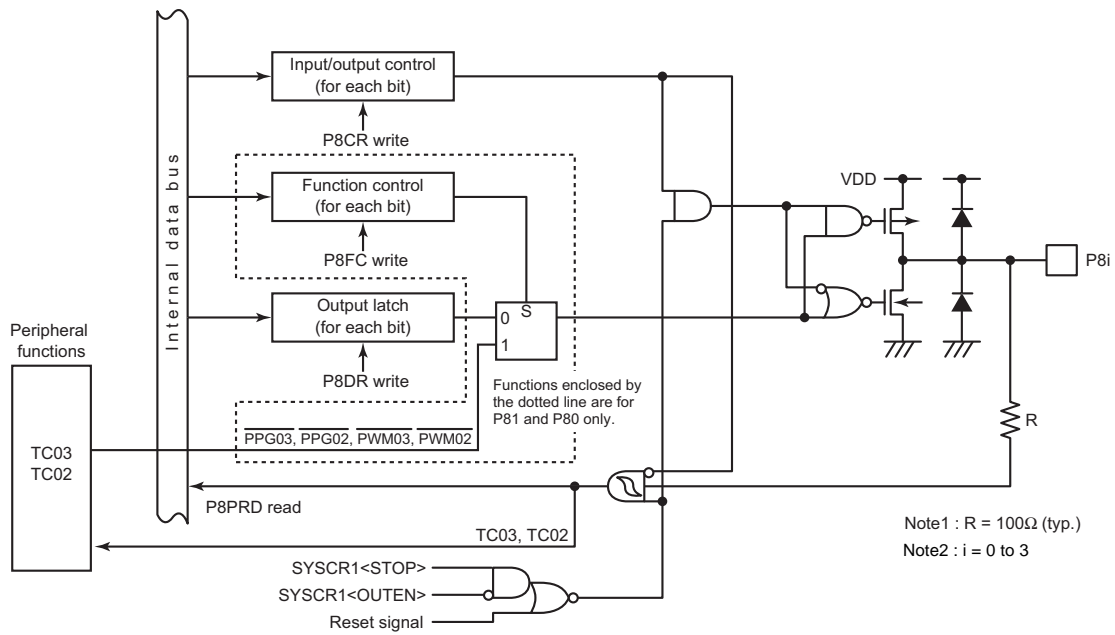 Internal data bus
Input/output control
(for each bit)
P8CR write
Function control
(for each bit)
P8FC write
Output latch
(for each bit)
P8DR write
S
0
1
Functions enclosed by
the dotted line are for
P81 and P80 only.
PPG03, PPG02, PWM03, PWM02
Peripheral
functions
TC03
TC02
P8PRD read
TC03, TC02
SYSCR1<STOP>
SYSCR1<OUTEN>
Reset signal
VDD
P8i
R
Note1 : R = 100Ω (typ.)
Note2 : i = 0 to 3